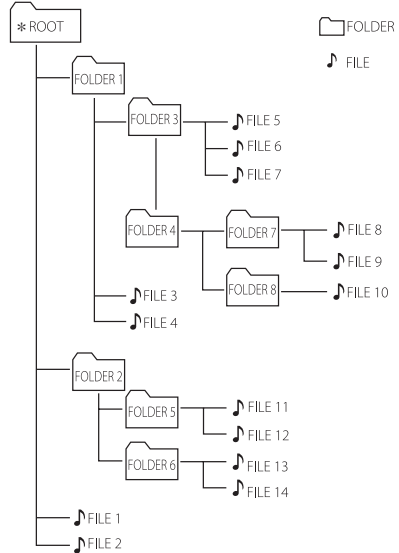 * ROOT
FOLDER
FILE
FOLDER 1
FOLDER 3
FILE 5
FILE 6
FILE 7
FOLDER 4
FOLDER 7
FILE 8
FILE 9
FOLDER 8
FILE 10
FILE 3
FILE 4
FOLDER 2
FOLDER 5
FILE 11
FILE 12
FOLDER 6
FILE 13
FILE 14
FILE 1
FILE 2